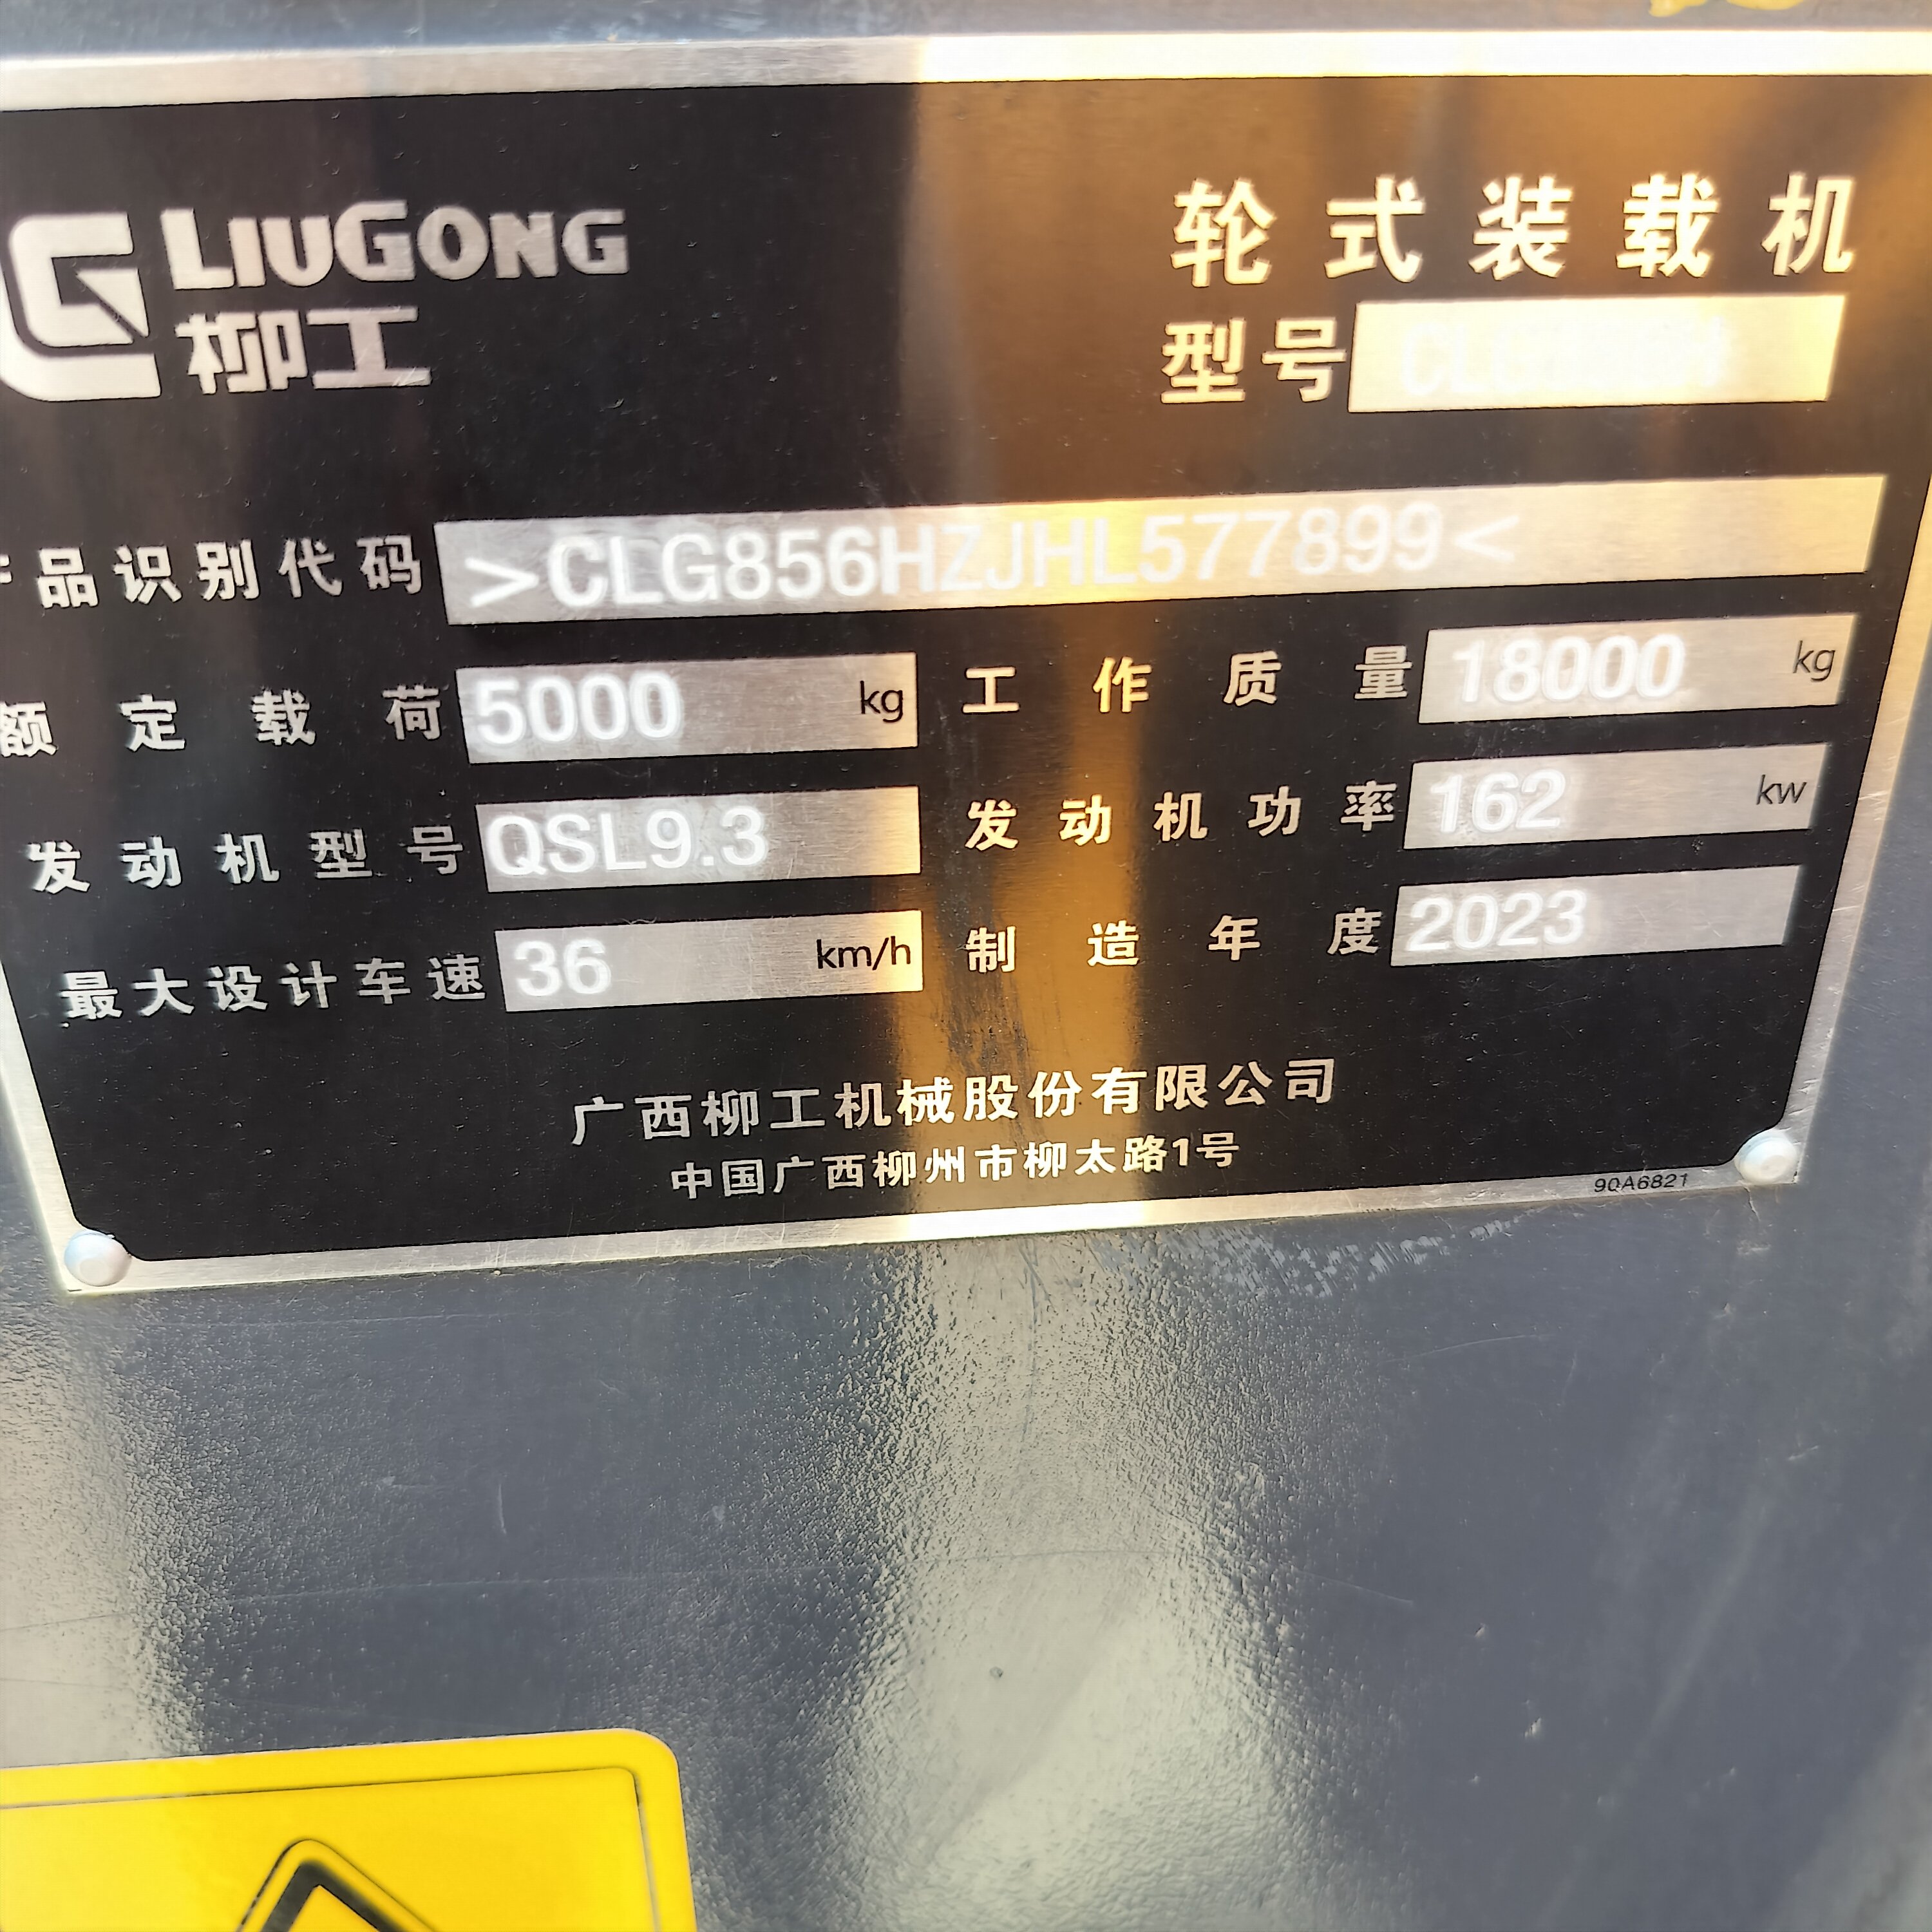 LIUGONG
柳工
轮式装载机
型号
产品识别代码 >CLG856HZJHL577899<
额定载荷 5000 kg 工作质量 18000 kg
发动机型号 QSL9.3 发动机功率 162 kw
最大设计车速 36 km/h 制造年度 2023
广西柳工机械股份有限公司
中国广西柳州市柳太路1号
90A6821